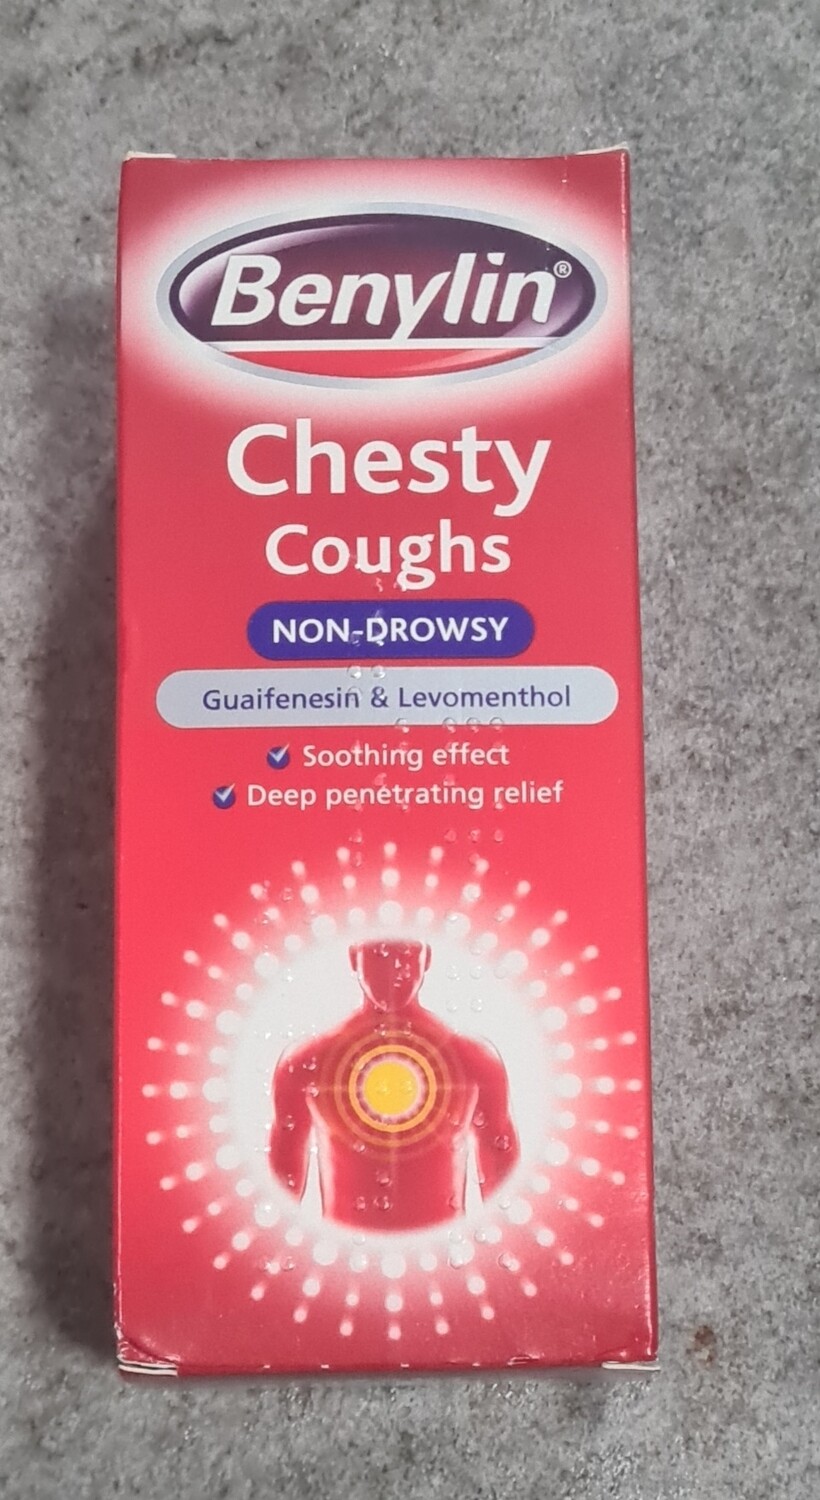 Benylin®
Chesty
Coughs
NON-DROWSY
Guaifenesin & Levomenthol
Soothing effect
Deep penetrating relief